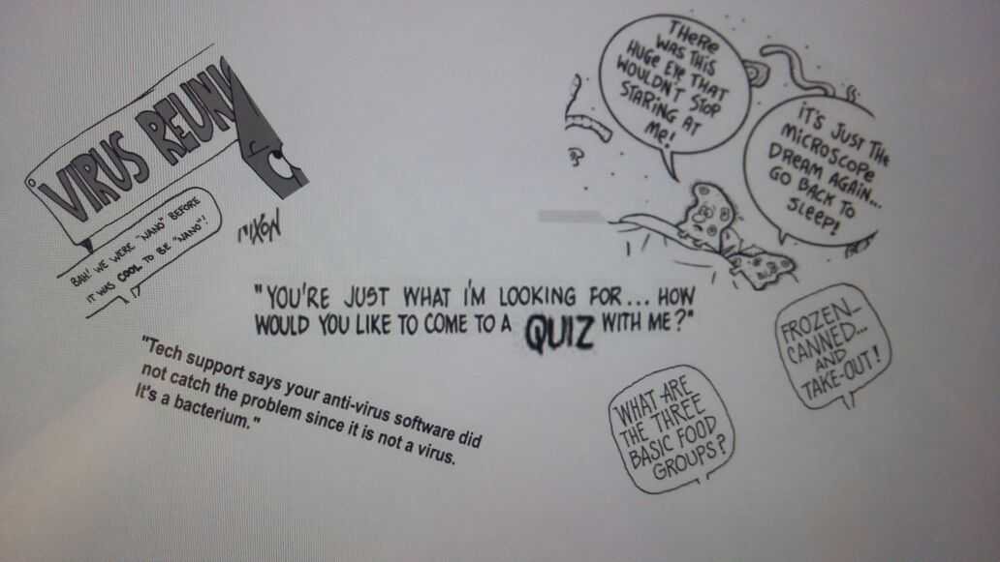 VIRUS REUNI
BAH! WE WERE "NANO" BEFORE
IT WAS COOL TO BE "NANO"!
NIXON
THERE
WAS THIS
HUGE EYE THAT
WOULDN'T STOP
STARING AT
ME!
IT'S JUST THE
MICROSCOPE
DREAM AGAIN...
GO BACK TO
SLEEP!
"YOU'RE JUST WHAT I'M LOOKING FOR... HOW
WOULD YOU LIKE TO COME TO A QUIZ WITH ME?"
"Tech support says your anti-virus software did
not catch the problem since it is not a virus.
It's a bacterium."
WHAT ARE
THE THREE
BASIC FOOD
GROUPS?
FROZEN...
CANNED...
AND
TAKE-OUT!